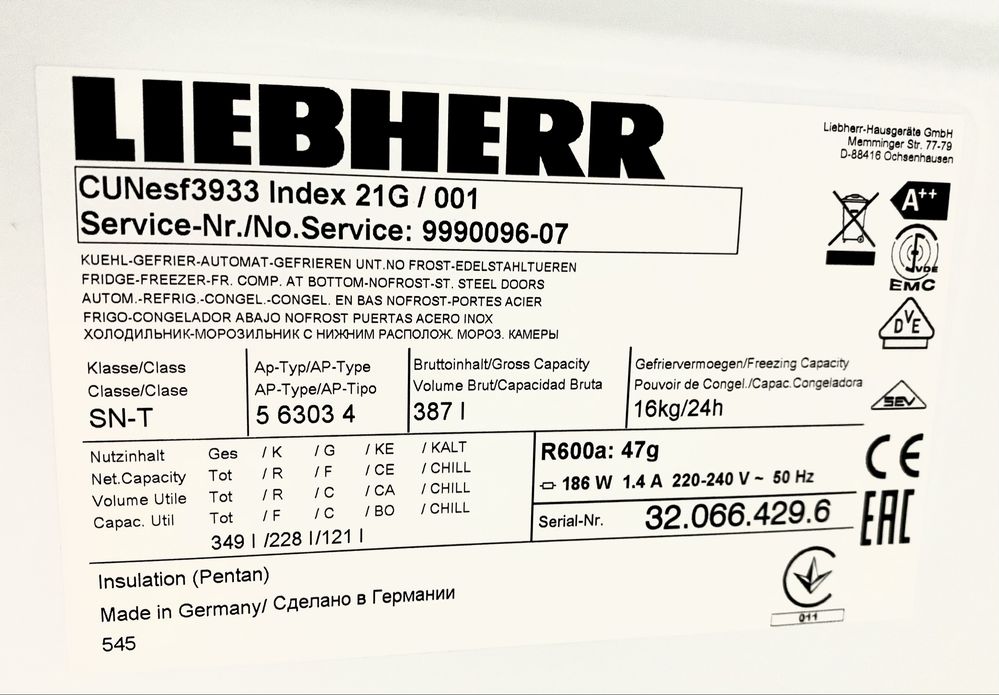 LIEBHERR
Liebherr-Hausgeräte GmbH
Memminger Str. 77-79
D-88416 Ochsenhausen
CUNesf3933 Index 21G / 001
Service-Nr./No.Service: 9990096-07
A++
VDE
EMC
DVE
SEV
CE
EAC
KUEHL-GEFRIER-AUTOMAT-GEFRIEREN UNT.NO FROST-EDELSTAHLTUEREN
FRIDGE-FREEZER-FR. COMP. AT BOTTOM-NOFROST-ST. STEEL DOORS
AUTOM.-REFRIG.-CONGEL.-CONGEL. EN BAS NOFROST-PORTES ACIER
FRIGO-CONGELADOR ABAJO NOFROST PUERTAS ACERO INOX
ХОЛОДИЛЬНИК-МОРОЗИЛЬНИК С НИЖНИМ РАСПОЛОЖ. МОРОЗ. КАМЕРЫ
Klasse/Class
Classe/Clase
SN-T
Ap-Typ/AP-Type
AP-Type/AP-Tipo
5 6303 4
Bruttoinhalt/Gross Capacity
Volume Brut/Capacidad Bruta
387 l
Gefriervermoegen/Freezing Capacity
Pouvoir de Congel./Capac.Congeladora
16kg/24h
Nutzinhalt Ges / K / G / KE / KALT
Net.Capacity Tot / R / F / CE / CHILL
Volume Utile Tot / R / C / CA / CHILL
Capac. Util Tot / F / C / BO / CHILL
349 l /228 l/121 l
R600a: 47g
186 W 1.4 A 220-240 V ~ 50 Hz
Serial-Nr. 32.066.429.6
Insulation (Pentan)
Made in Germany/ Сделано в Германии
545
011